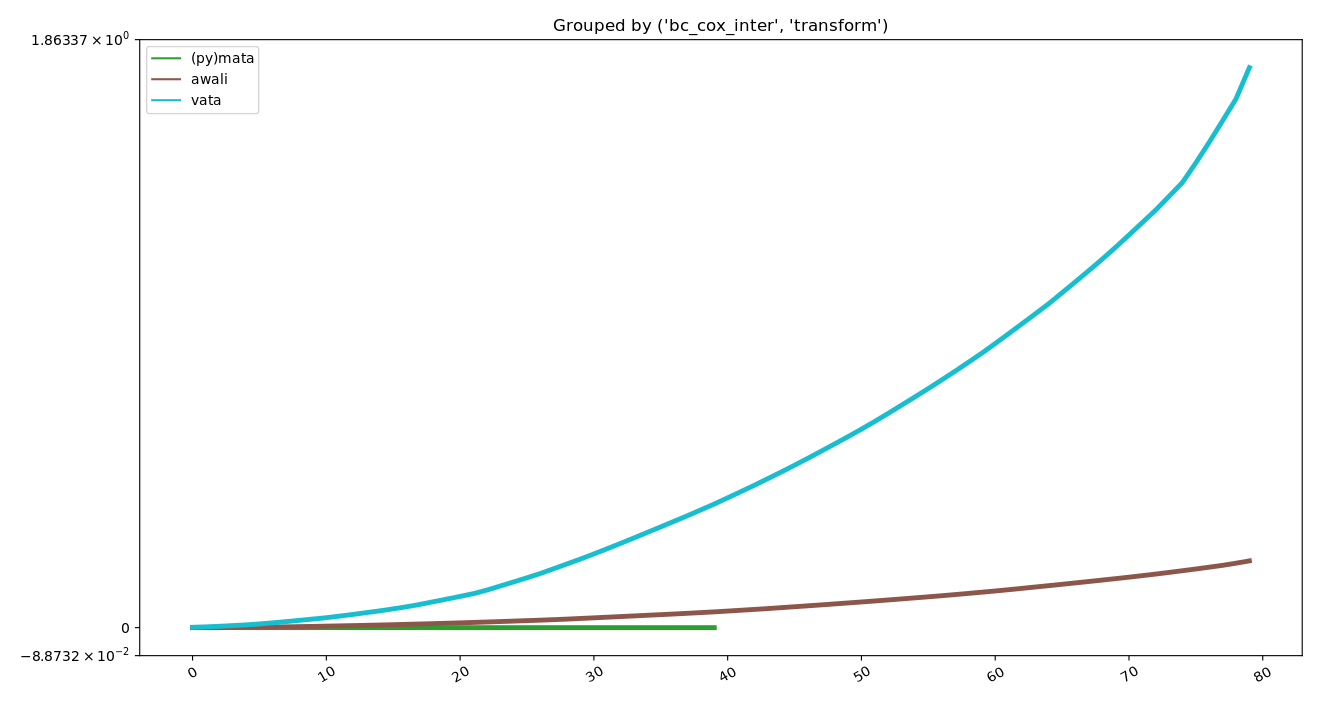 Grouped by ('bc_cox_inter', 'transform')
1.86337 × 10⁰
(py)mata
awali
vata
0
−8.8732 × 10⁻²
0 10 20 30 40 50 60 70 80